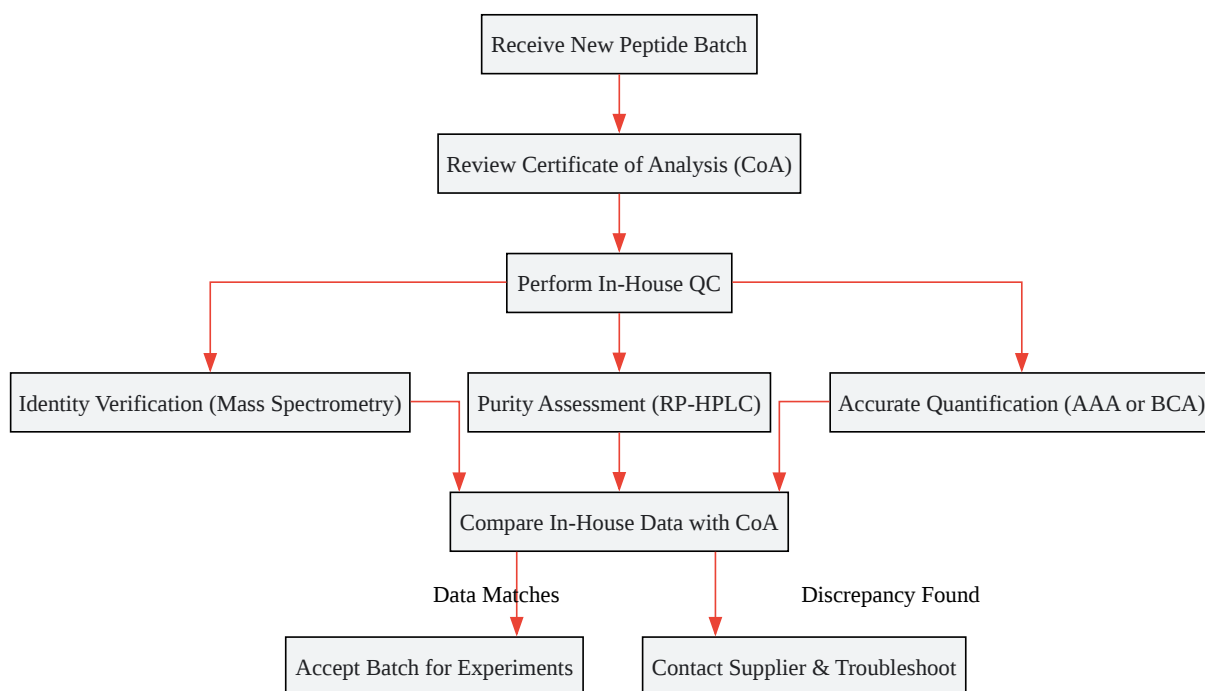 Receive New Peptide Batch
Review Certificate of Analysis (CoA)
Perform In-House QC
Identity Verification (Mass Spectrometry)
Purity Assessment (RP-HPLC)
Accurate Quantification (AAA or BCA)
Compare In-House Data with CoA
Data Matches
Discrepancy Found
Accept Batch for Experiments
Contact Supplier & Troubleshoot